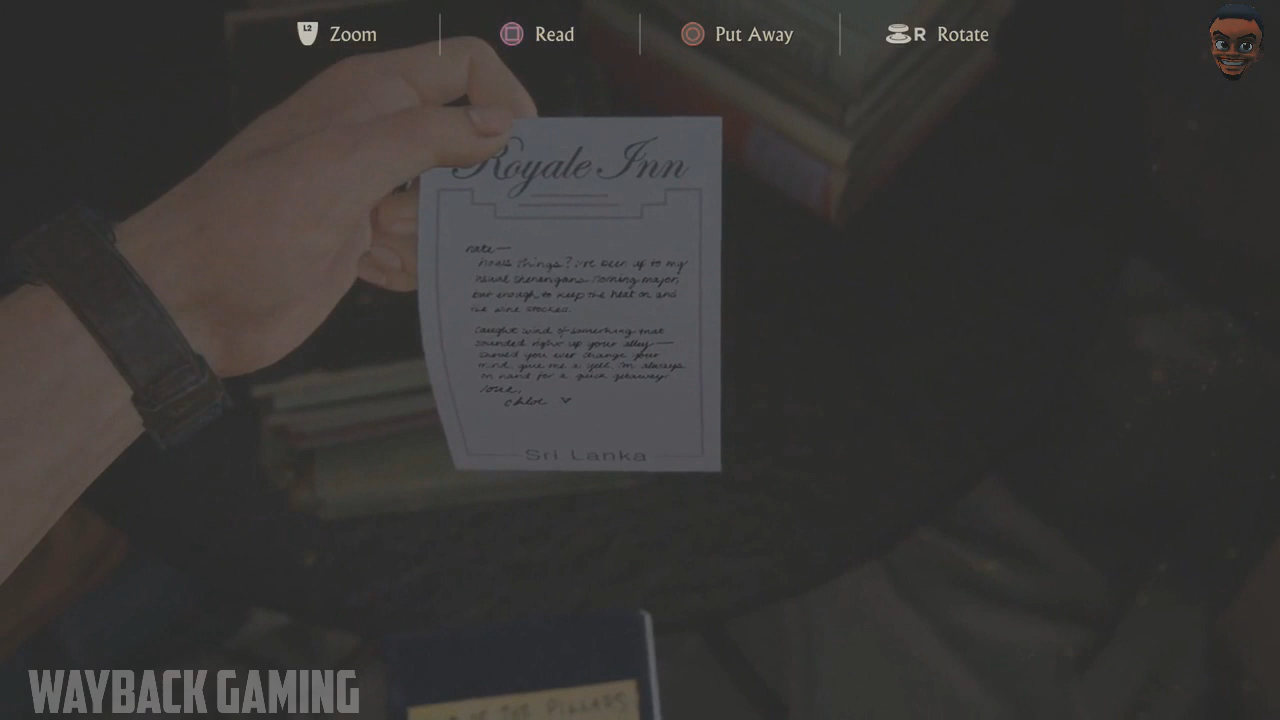 L2 Zoom
Read
Put Away
R Rotate
Royale Inn
nate—
how's things? i've been up to my
usual shenanigans. noming major,
but enough to keep the heat on and
the wine stocked.
caught wind of something that
sounded right up your alley—
should you ever change your
mind, give me a yell. i'm always
on hand for a quick getaway
love,
chloe
Sri Lanka
PILLARS
WAYBACK GAMING